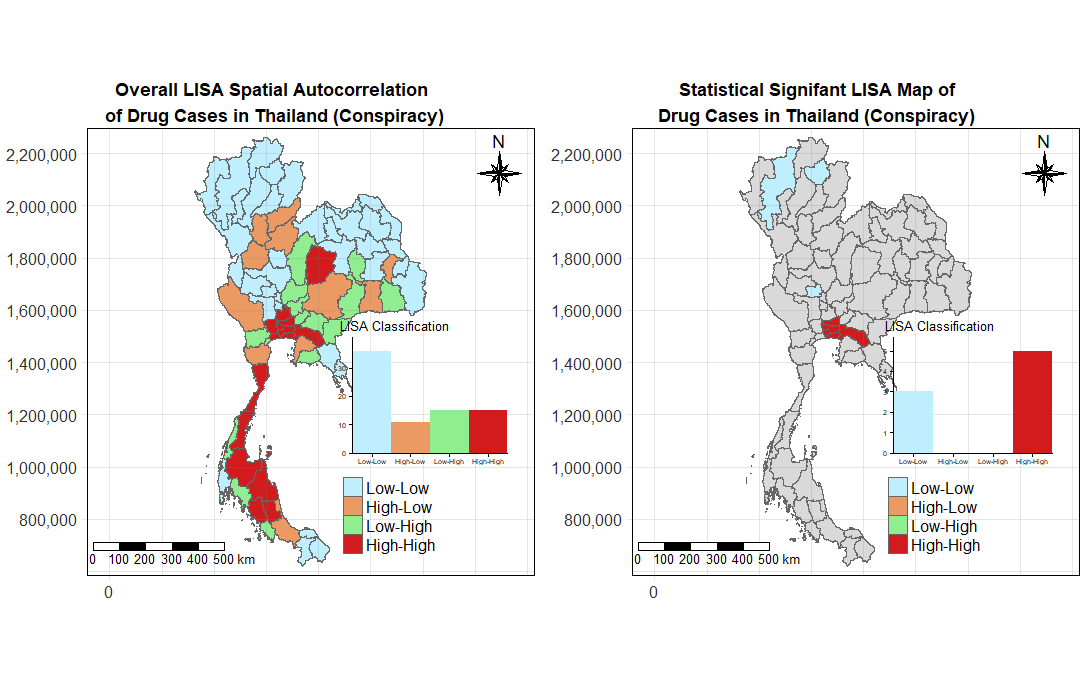 Overall LISA Spatial Autocorrelation
of Drug Cases in Thailand (Conspiracy)
N
2,200,000
2,000,000
1,800,000
1,600,000
1,400,000
1,200,000
1,000,000
800,000
LISA Classification
30
20
10
0
Low-Low High-Low Low-High High-High
Low-Low
High-Low
Low-High
High-High
0 100 200 300 400 500 km
0
Statistical Signifant LISA Map of
Drug Cases in Thailand (Conspiracy)
N
2,200,000
2,000,000
1,800,000
1,600,000
1,400,000
1,200,000
1,000,000
800,000
LISA Classification
5
4
3
2
1
0
Low-Low High-Low Low-High High-High
Low-Low
High-Low
Low-High
High-High
0 100 200 300 400 500 km
0